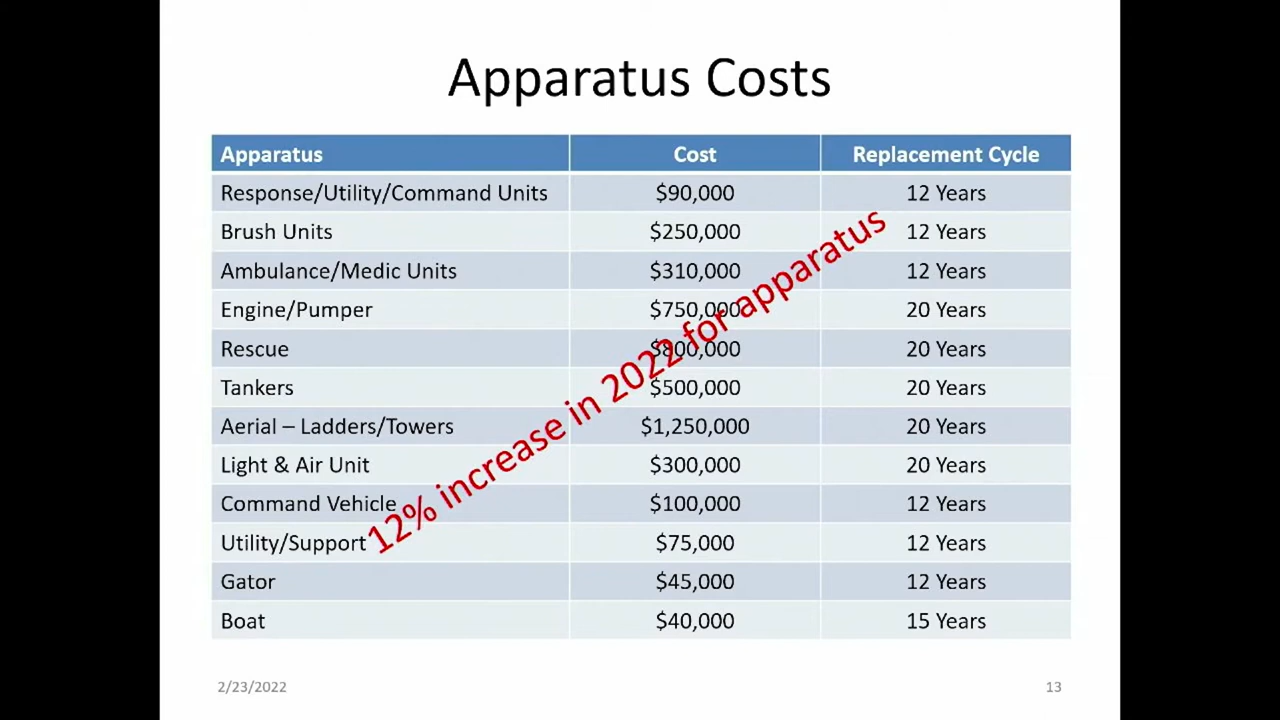 Apparatus Costs
Apparatus Cost Replacement Cycle
Response/Utility/Command Units $90,000 12 Years
Brush Units $250,000 12 Years
Ambulance/Medic Units $310,000 12 Years
Engine/Pumper $750,000 20 Years
Rescue $800,000 20 Years
Tankers $500,000 20 Years
Aerial – Ladders/Towers $1,250,000 20 Years
Light & Air Unit $300,000 20 Years
Command Vehicle $100,000 12 Years
Utility/Support $75,000 12 Years
Gator $45,000 12 Years
Boat $40,000 15 Years
12% increase in 2022 for apparatus
2/23/2022 13